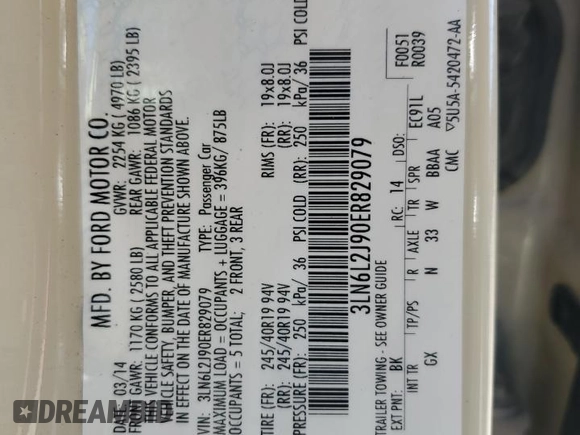 MFD. BY FORD MOTOR CO.
DATE: 03/14 GVWR: 2254 KG ( 4970 LB)
FRONT GAWR: 1170 KG ( 2580 LB) REAR GAWR: 1086 KG ( 2395 LB)
VEHICLE CONFORMS TO ALL APPLICABLE FEDERAL MOTOR
VEHICLE SAFETY, BUMPER, AND THEFT PREVENTION STANDARDS
IN EFFECT ON THE DATE OF MANUFACTURE SHOWN ABOVE.
VIN: 3LN6L2J90ER829079 TYPE: Passenger Car
MAXIMUM LOAD = OCCUPANTS + LUGGAGE = 396KG/ 875LB
OCCUPANTS = 5 TOTAL; 2 FRONT, 3 REAR
TIRE (FR): 245/40R19 94V RIMS (FR): 19x8.0J
(RR): 245/40R19 94V (RR): 19x8.0J
PRESSURE (FR): 250 kPa/ 36 PSI COLD (RR): 250 kPa/ 36 PSI COLD
3LN6L2J90ER829079
F0051
R0039
TRAILER TOWING - SEE OWNER GUIDE
EXT PNT: BK RC: 14 DSO:
INT TR TP/PS R AXLE TR SPR EC91L
GX N 33 W BBAA A05
CMC ▽5U5A-5420472-AA
DREAMBID